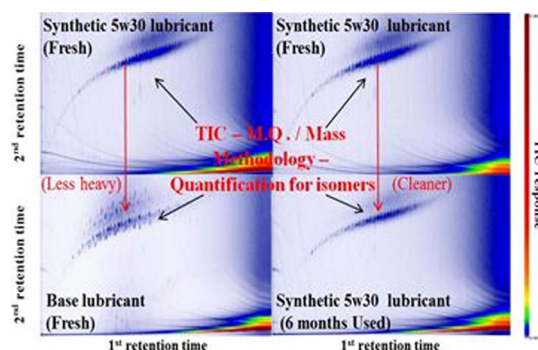 Synthetic 5w30 lubricant
(Fresh)
Synthetic 5w30 lubricant
(Fresh)
2nd retention time
TIC – M.Q . / Mass
Methodology –
Quantification for isomers
(Less heavy)
(Cleaner)
TIC response
2nd retention time
Base lubricant
(Fresh)
Synthetic 5w30 lubricant
(6 months Used)
1st retention time
1st retention time